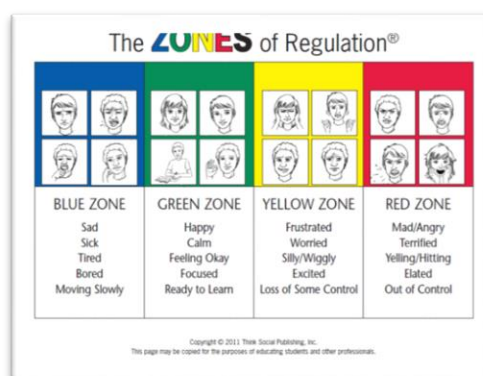 The ZONES of Regulation®
BLUE ZONE
Sad
Sick
Tired
Bored
Moving Slowly
GREEN ZONE
Happy
Calm
Feeling Okay
Focused
Ready to Learn
YELLOW ZONE
Frustrated
Worried
Silly/Wiggly
Excited
Loss of Some Control
RED ZONE
Mad/Angry
Terrified
Yelling/Hitting
Elated
Out of Control
Copyright © 2011 Think Social Publishing, Inc.
This page may be copied for the purposes of educating students and other professionals.